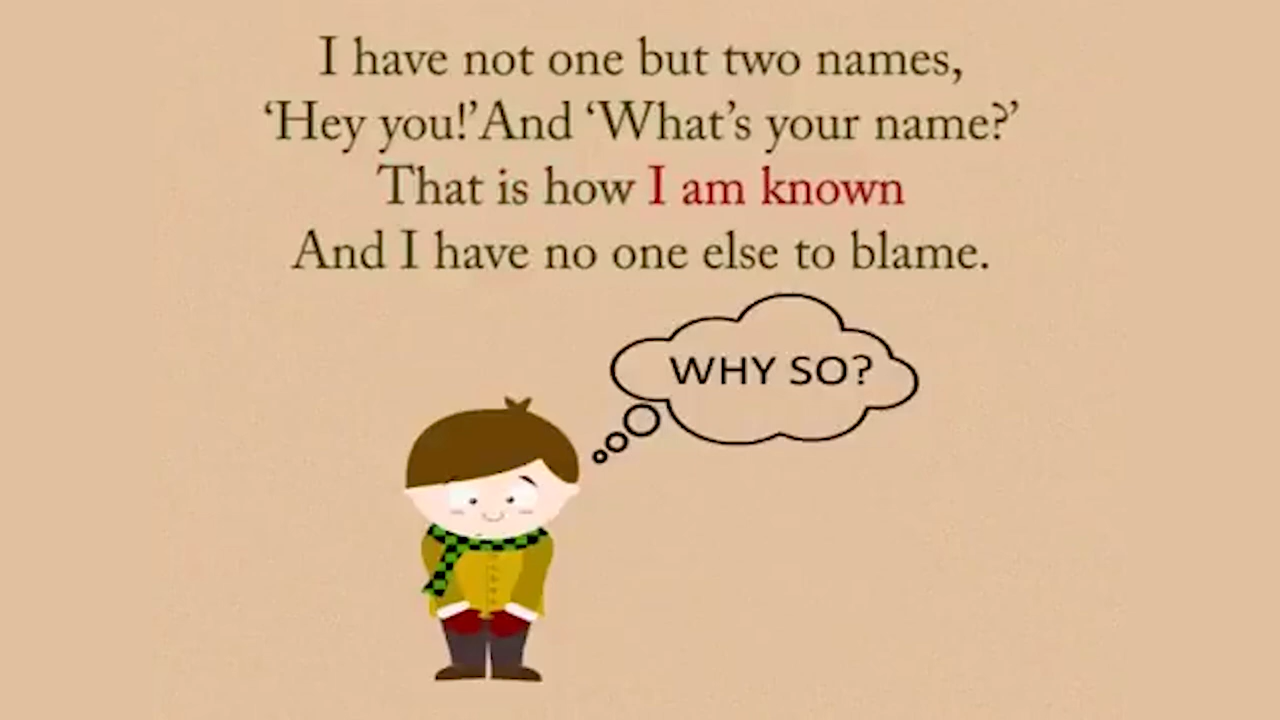 I have not one but two names,
‘Hey you!’And ‘What’s your name?’
That is how I am known
And I have no one else to blame.
WHY SO?